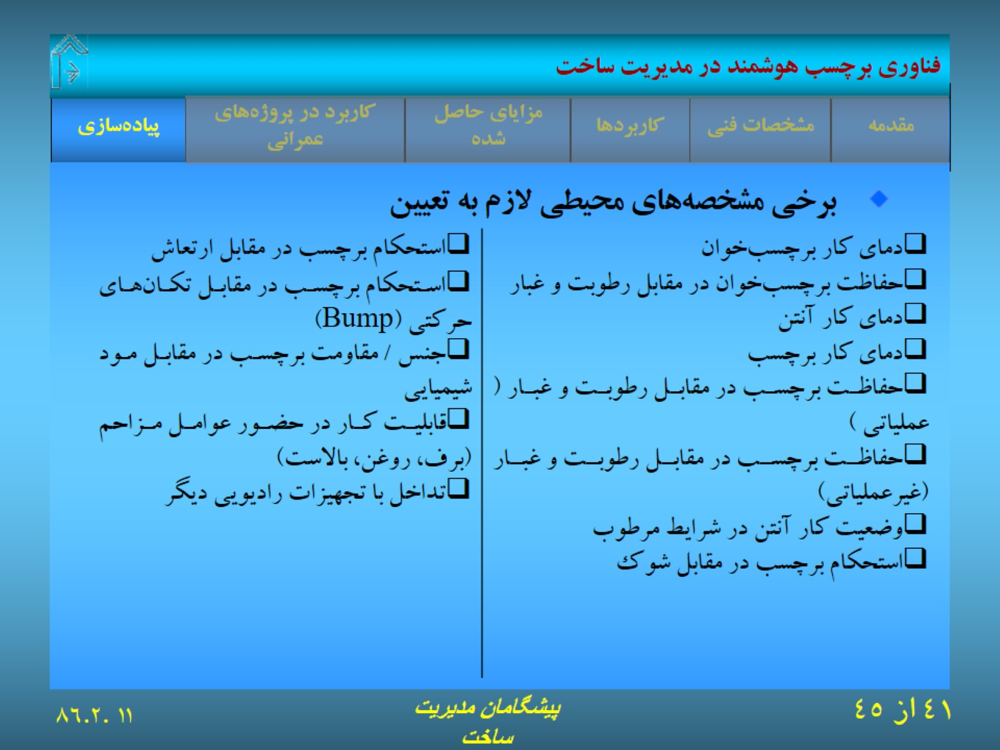 فناوری برچسب هوشمند در مدیریت ساخت
مقدمه
مشخصات فنی
کاربردها
مزایای حاصل
شده
کاربرد در پروژه‌های
عمرانی
پیاده‌سازی
برخی مشخصه‌های محیطی لازم به تعیین
دمای کار برچسب‌خوان
حفاظت برچسب‌خوان در مقابل رطوبت و غبار
دمای کار آنتن
دمای کار برچسب
حفاظت برچسب در مقابل رطوبت و غبار (
عملیاتی )
حفاظت برچسب در مقابل رطوبت و غبار
(غیرعملیاتی)
وضعیت کار آنتن در شرایط مرطوب
استحکام برچسب در مقابل شوک
استحکام برچسب در مقابل ارتعاش
استحکام برچسب در مقابل تکان‌های
حرکتی (Bump)
جنس / مقاومت برچسب در مقابل مود
شیمیایی
قابلیت کار در حضور عوامل مزاحم
(برف، روغن، بالاست)
تداخل با تجهیزات رادیویی دیگر
۴۱ از ۴۵
پیشگامان مدیریت
ساخت
۸۶.۲. ۱۱